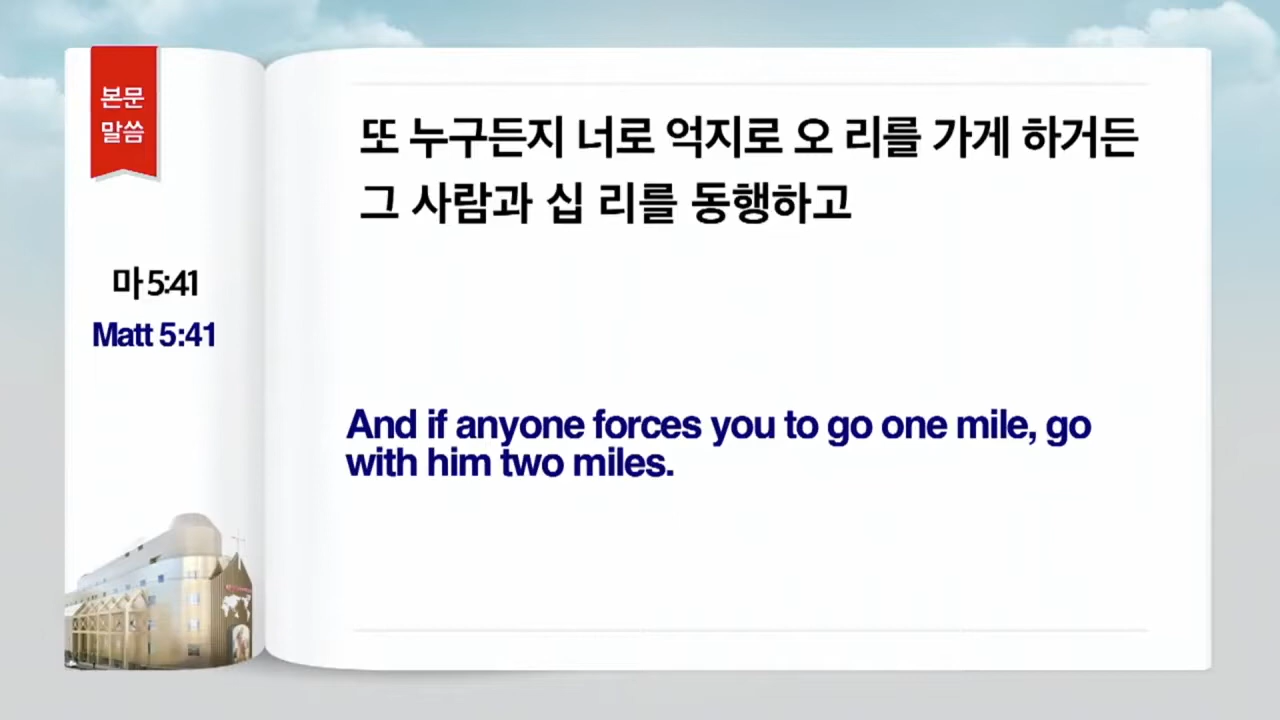 본문
말씀
마 5:41
Matt 5:41
또 누구든지 너로 억지로 오 리를 가게 하거든
그 사람과 십 리를 동행하고
And if anyone forces you to go one mile, go
with him two miles.